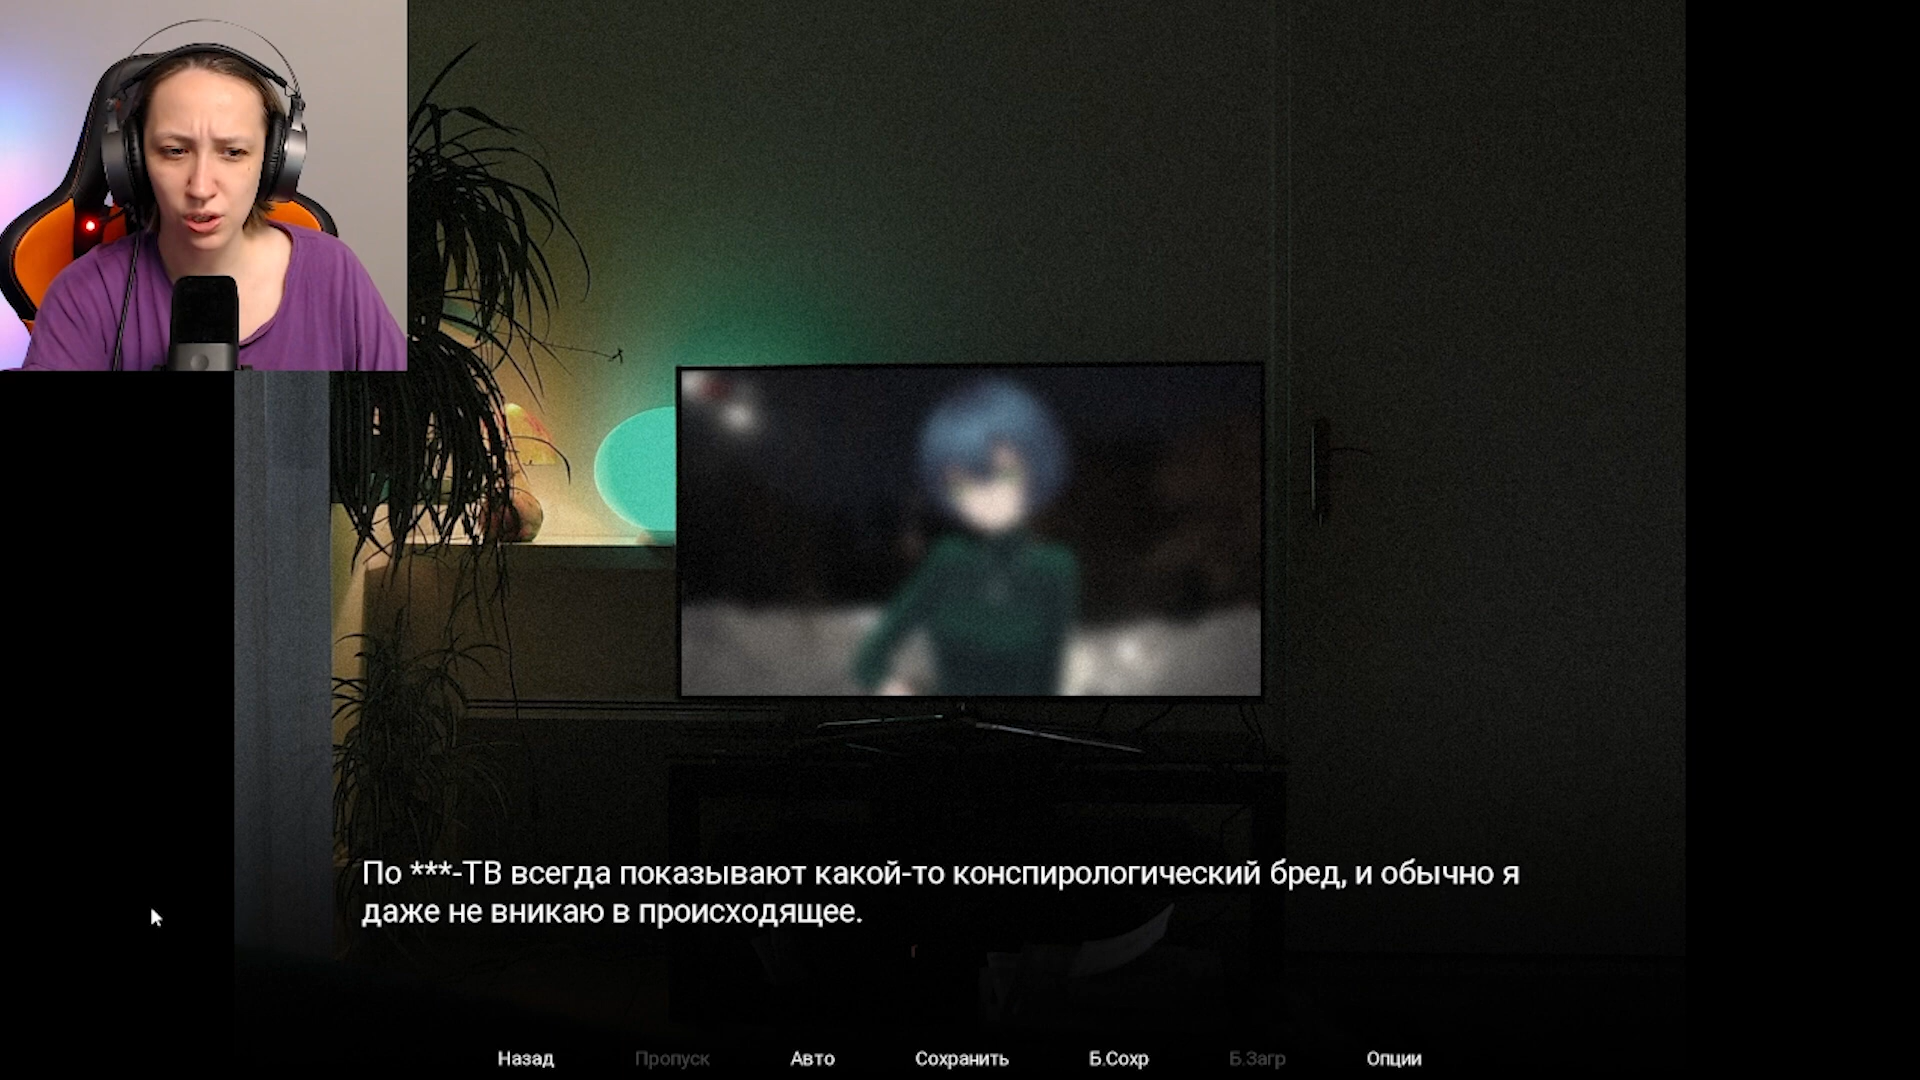 По ***-ТВ всегда показывают какой-то конспирологический бред, и обычно я
даже не вникаю в происходящее.
Назад Пропуск Авто Сохранить Б.Сохр Б.Загр Опции